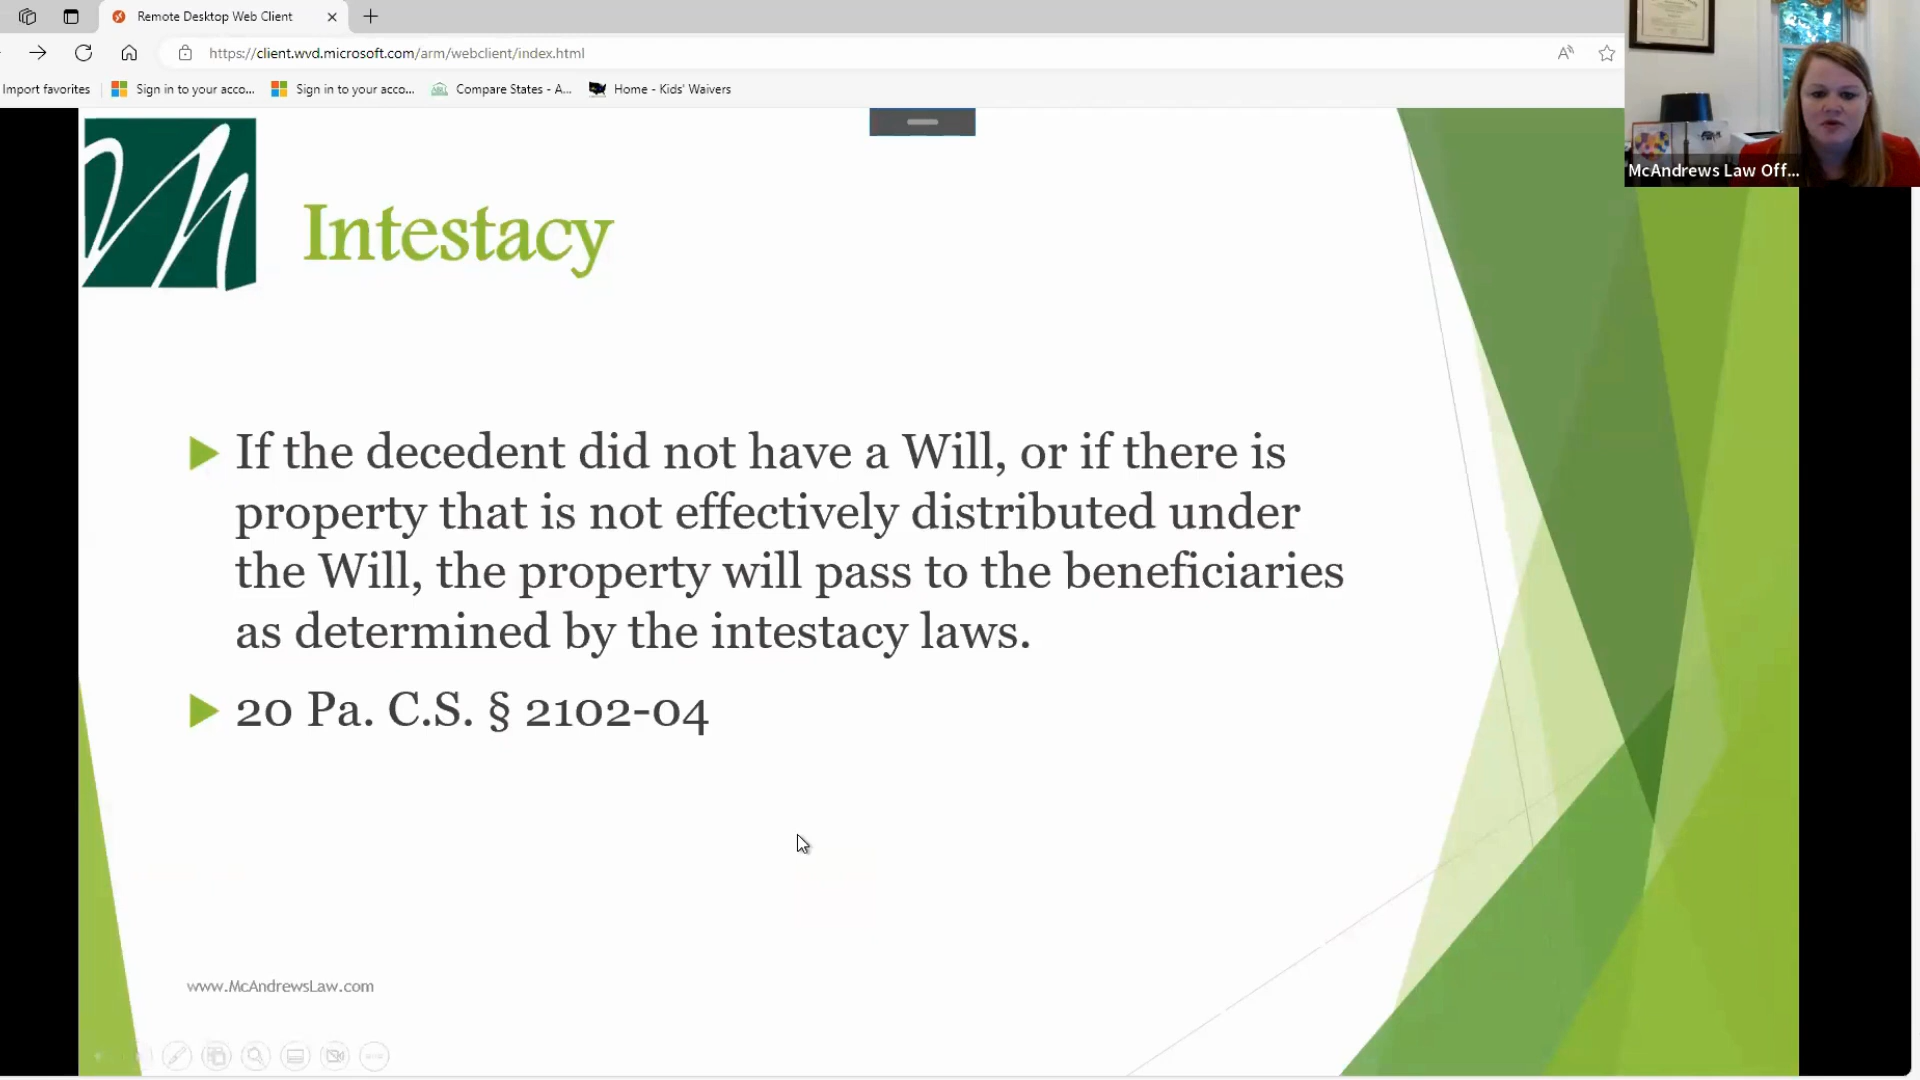 Remote Desktop Web Client
https://client.wvd.microsoft.com/arm/webclient/index.html
Import favorites
Sign in to your acco...
Sign in to your acco...
Compare States - A...
Home - Kids' Waivers
McAndrews Law Off...
Intestacy
If the decedent did not have a Will, or if there is
property that is not effectively distributed under
the Will, the property will pass to the beneficiaries
as determined by the intestacy laws.
20 Pa. C.S. § 2102-04
www.McAndrewsLaw.com